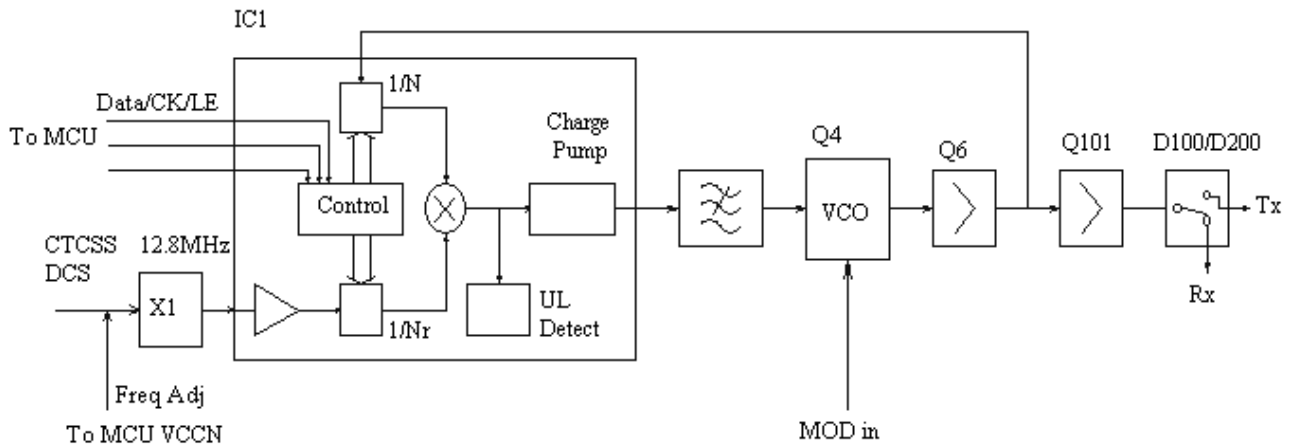 IC1
1/N
Data/CK/LE
To MCU
Charge
Pump
Q4
Q6
Q101
D100/D200
Control
VCO
Tx
CTCSS
DCS
12.8MHz
X1
1/Nr
UL
Detect
Rx
Freq Adj
To MCU VCCN
MOD in